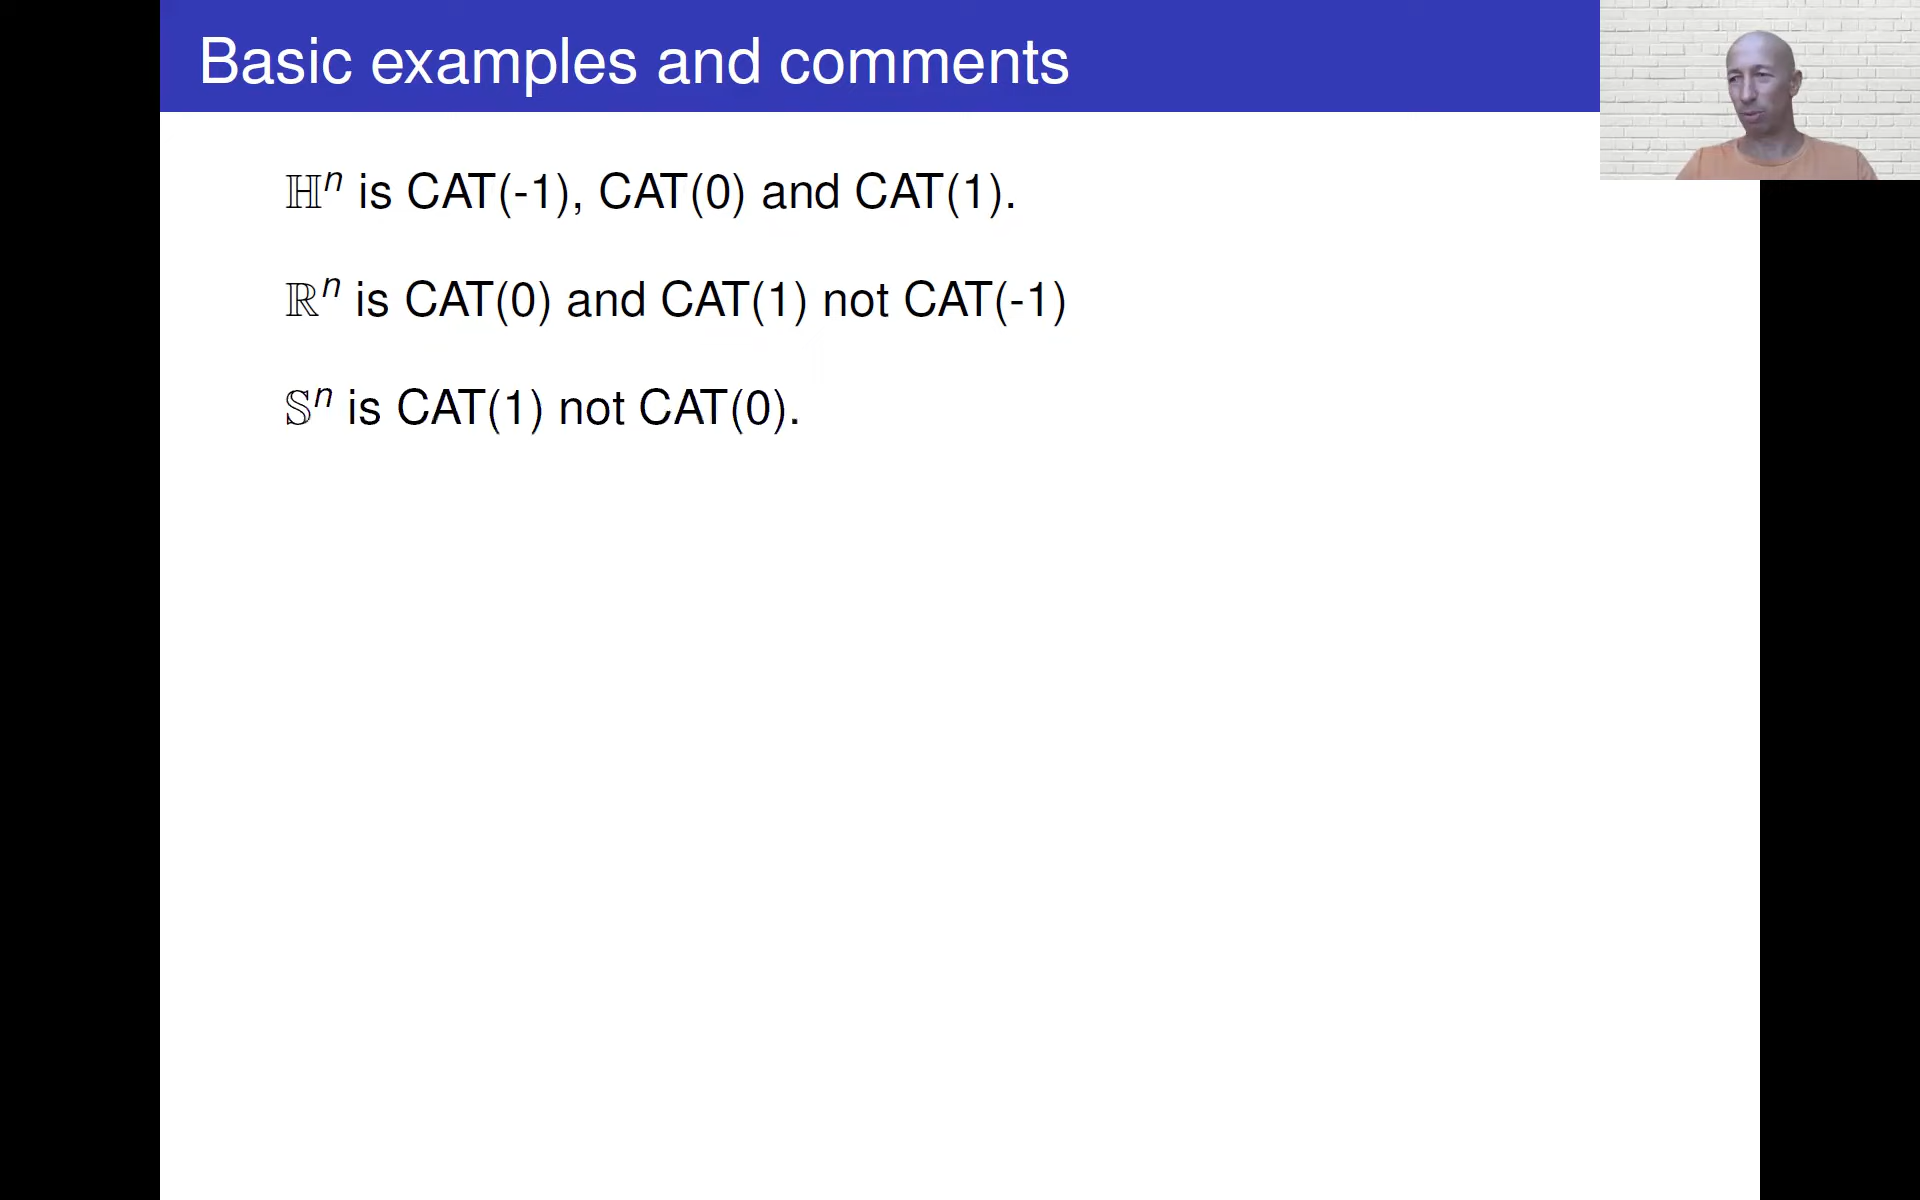 Basic examples and comments
ℍⁿ is CAT(-1), CAT(0) and CAT(1).
ℝⁿ is CAT(0) and CAT(1) not CAT(-1)
𝕊ⁿ is CAT(1) not CAT(0).